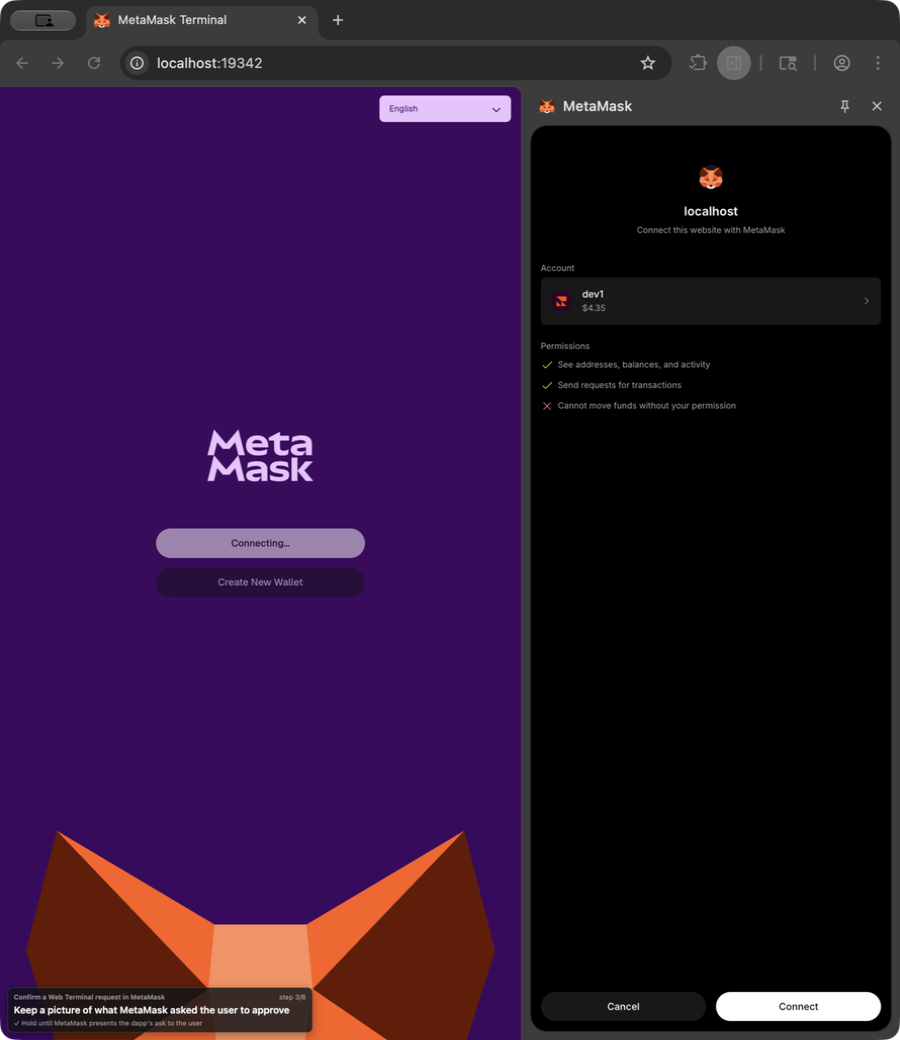 MetaMask Terminal
localhost:19342
English
Meta
Mask
Connecting...
Create New Wallet
Confirm a Web Terminal request in MetaMask
step 3/8
Keep a picture of what MetaMask asked the user to approve
✓ Hold until MetaMask presents the dapp's ask to the user
MetaMask
localhost
Connect this website with MetaMask
Account
dev1
$4.35
Permissions
See addresses, balances, and activity
Send requests for transactions
Cannot move funds without your permission
Cancel
Connect